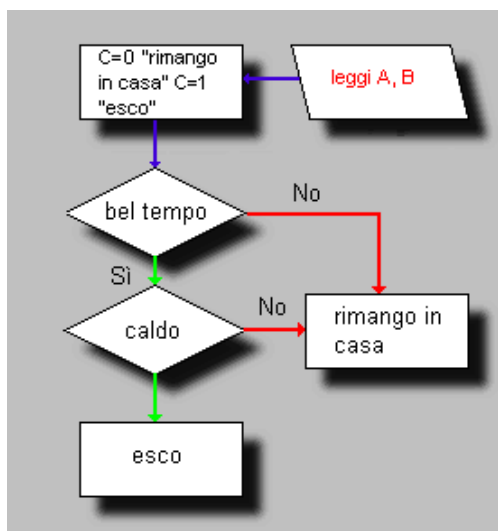 C=0 "rimango
in casa" C=1
"esco"
leggi A, B
bel tempo
No
Sì
caldo
No
rimango in
casa
esco